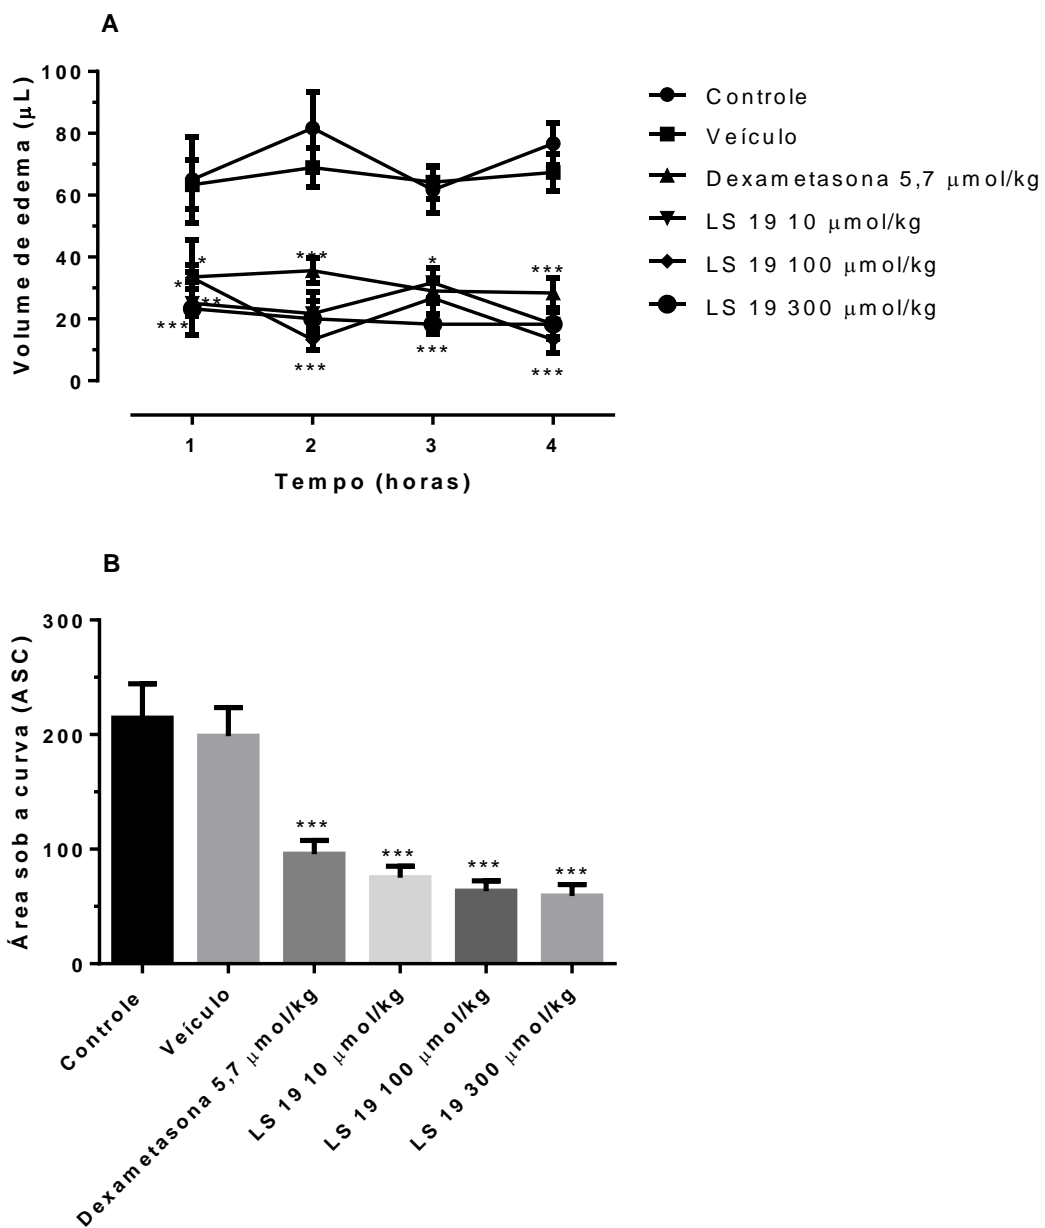 A
Volume de edema (μL)
100
80
60
40
20
0
*
*
**
***
***
***
*
***
***
***
1
2
3
4
Tempo (horas)
Controle
Veículo
Dexametasona 5,7 μmol/kg
LS 19 10 μmol/kg
LS 19 100 μmol/kg
LS 19 300 μmol/kg
B
Área sob a curva (ASC)
300
200
100
0
***
***
***
***
Controle
Veículo
Dexametasona 5,7 μmol/kg
LS 19 10 μmol/kg
LS 19 100 μmol/kg
LS 19 300 μmol/kg